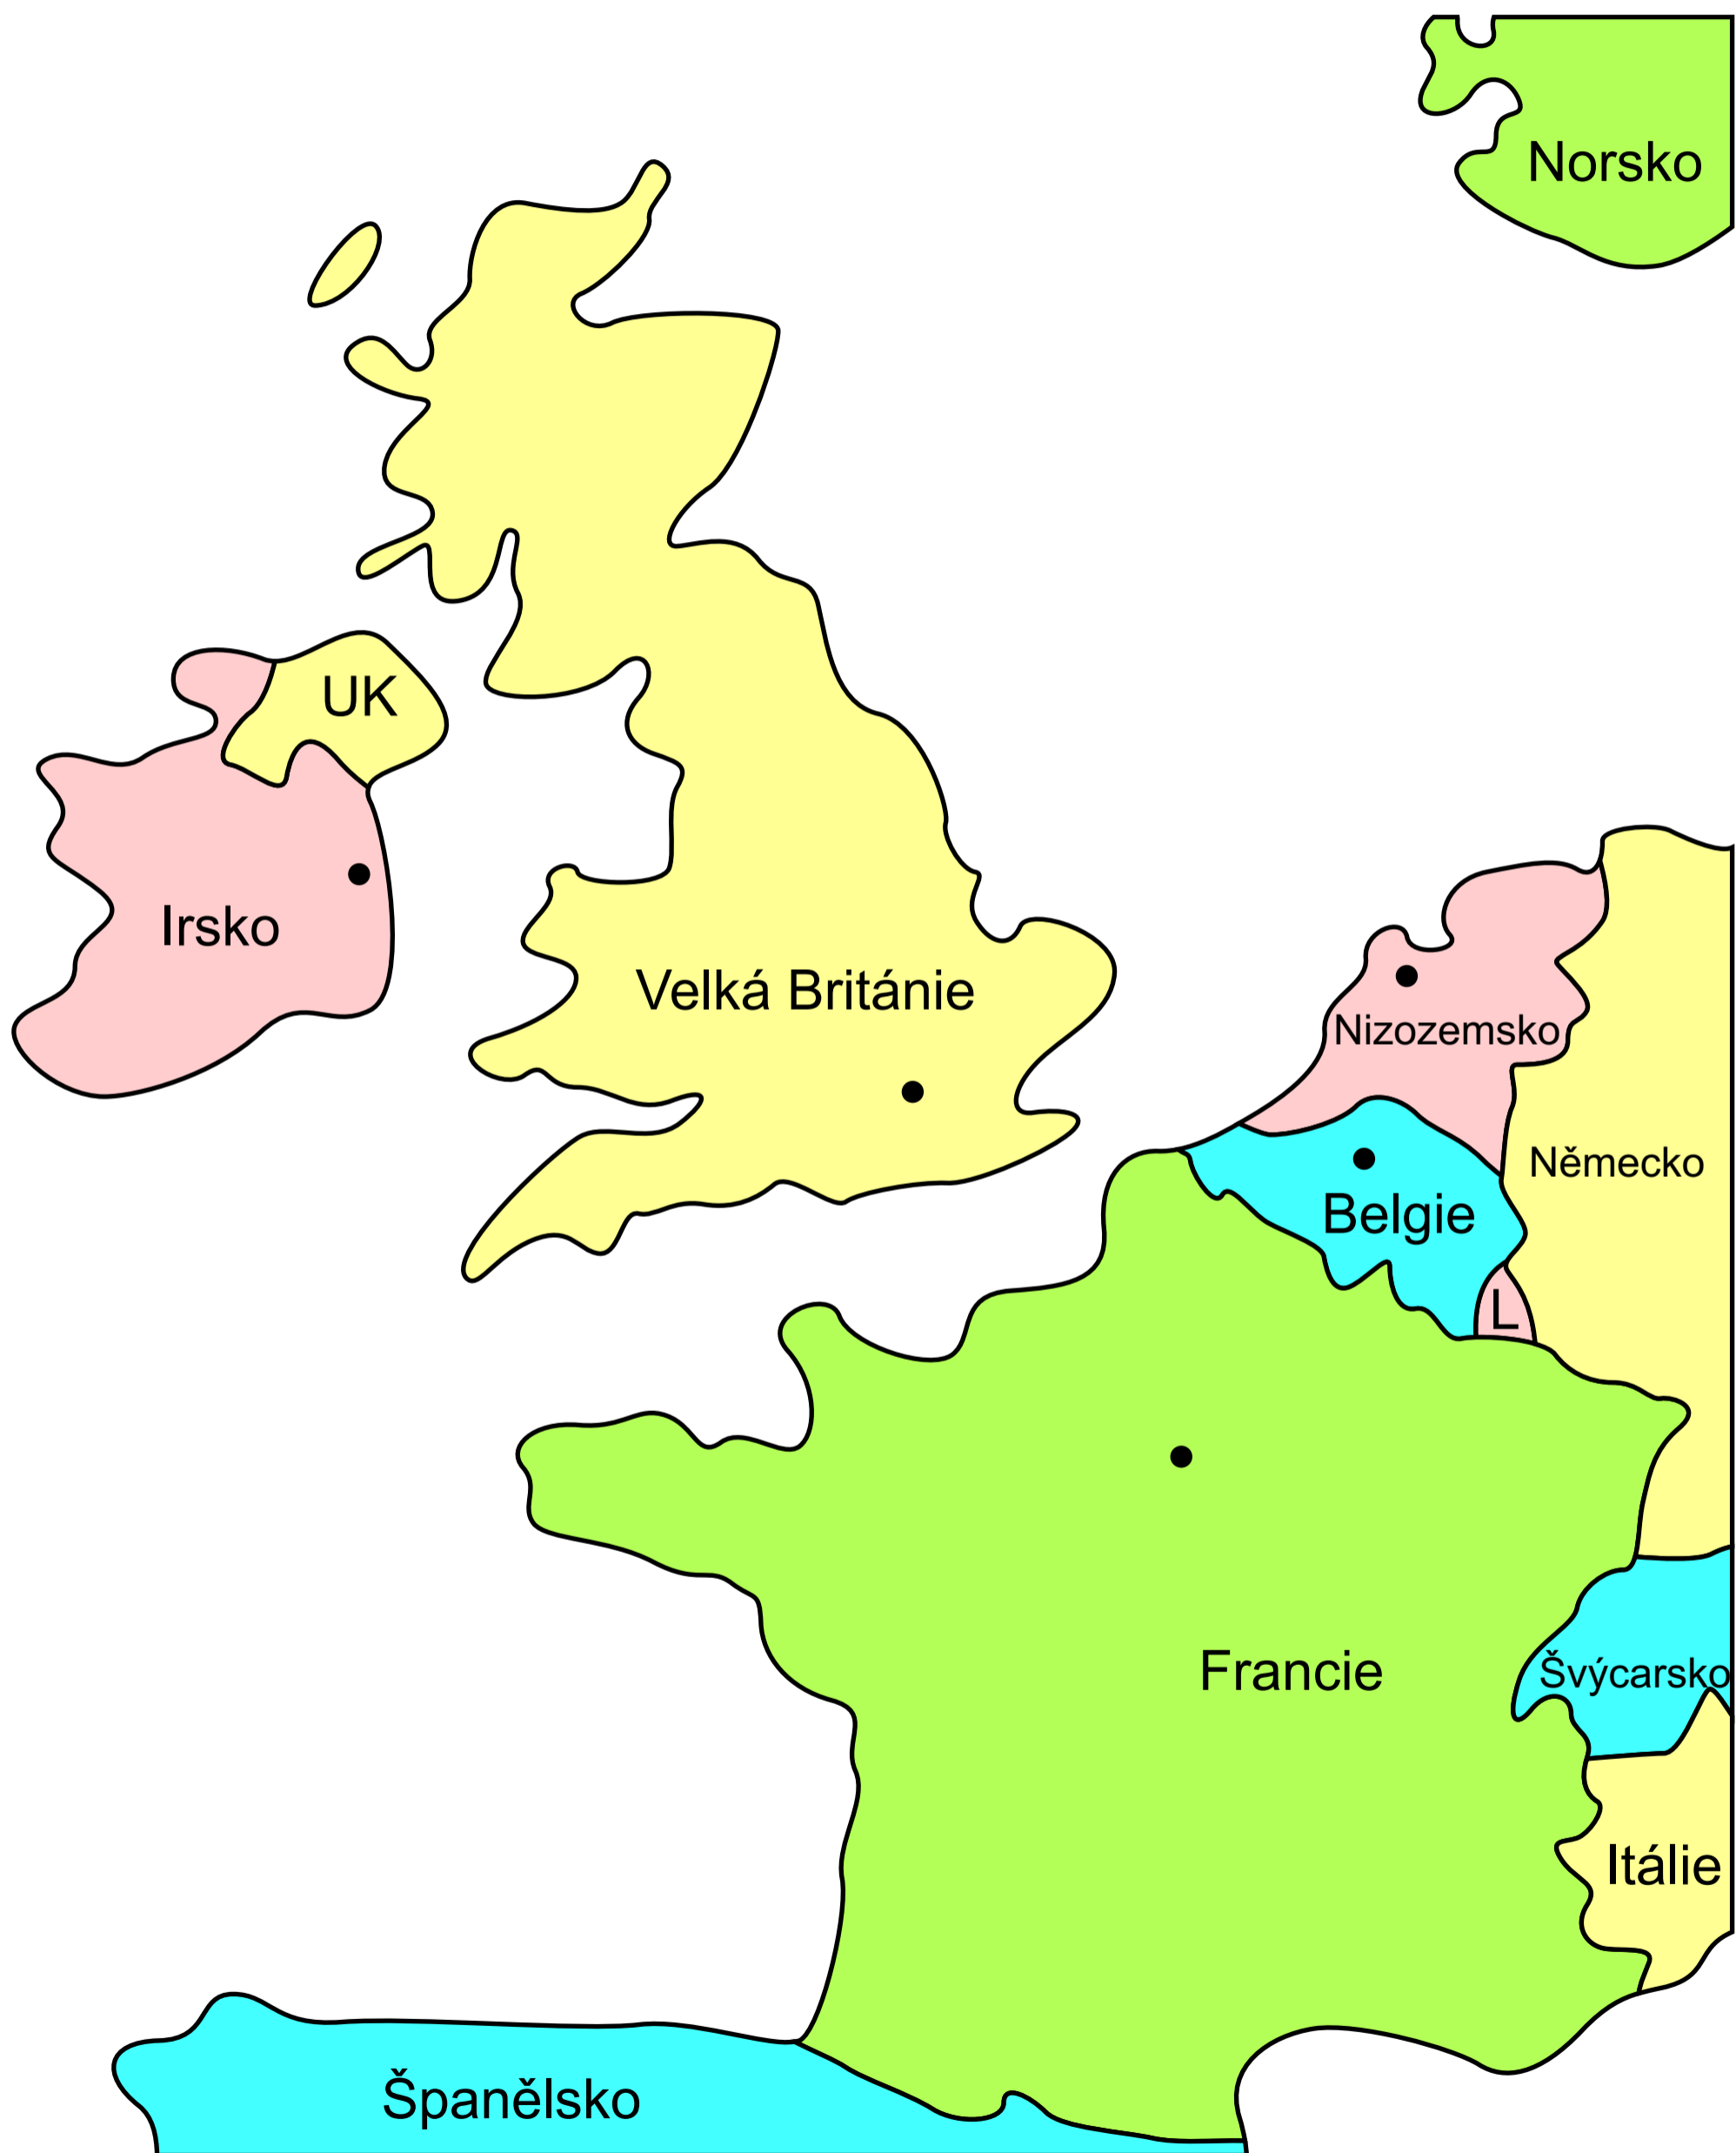 Norsko
UK
Irsko
Velká Británie
Nizozemsko
Německo
Belgie
L
Francie
Švýcarsko
Itálie
Španělsko